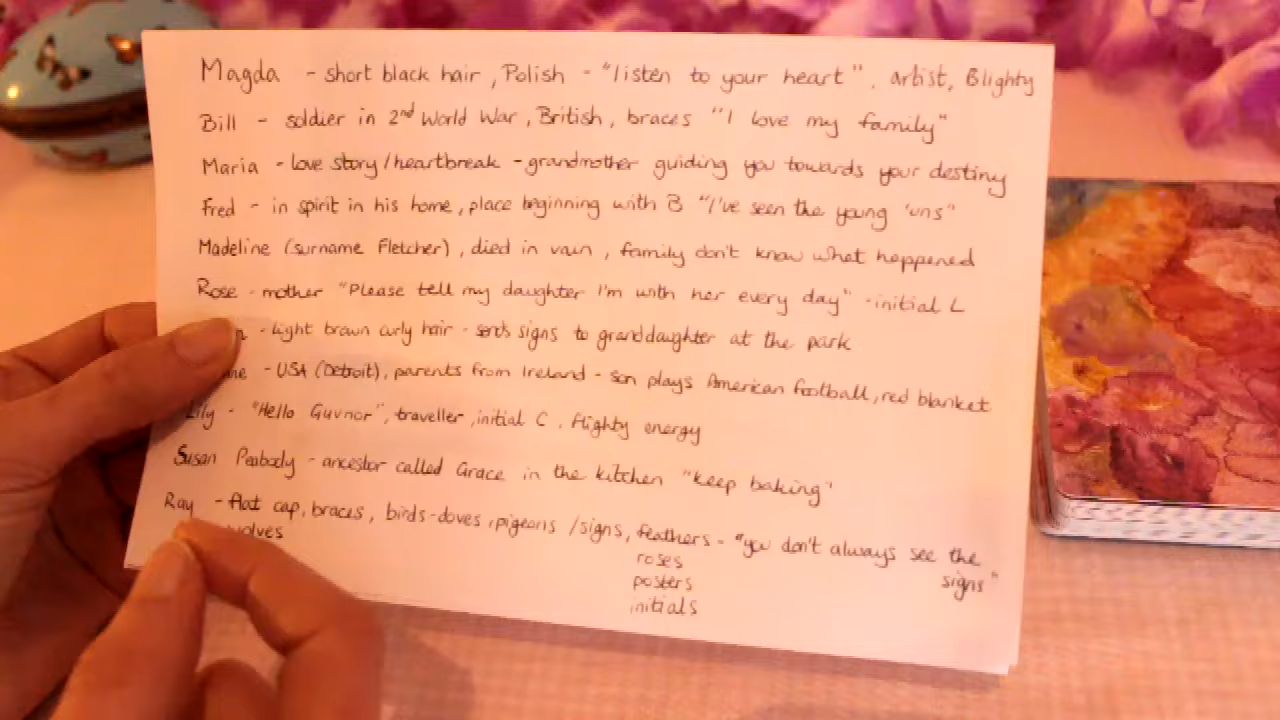 Magda - short black hair, Polish - "listen to your heart", artist, Blighty
Bill - soldier in 2nd World War, British, braces "I love my family"
Maria - love story/heartbreak - grandmother guiding you towards your destiny
Fred - in spirit in his home, place beginning with B "I've seen the young 'uns"
Madeline (surname Fletcher), died in vain, family don't know what happened
Rose - mother "Please tell my daughter I'm with her every day" - initial L
- light brown curly hair - sends signs to granddaughter at the park
- USA (Detroit), parents from Ireland - son plays American football, red blanket
Lily - "Hello Guvnor", traveller, initial C, flighty energy
Susan Peabody - ancestor called Grace in the kitchen "keep baking"
Ray - flat cap, braces, birds-doves, pigeons / signs, feathers - "you don't always see the
signs"
roses
posters
initials